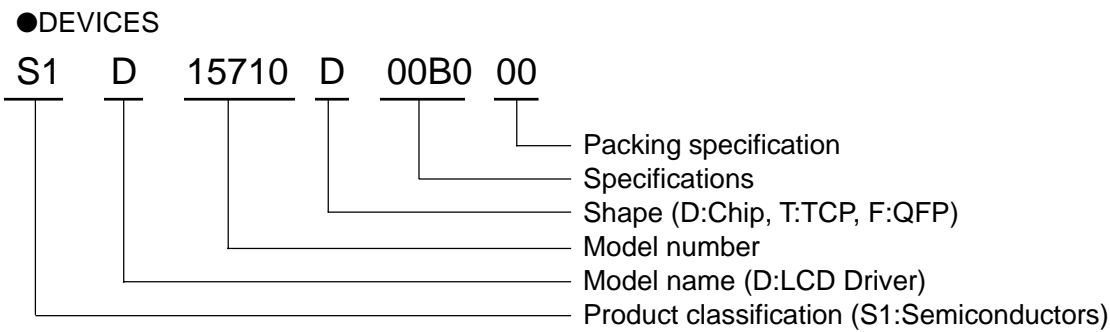 ●DEVICES
S1 D 15710 D 00B0 00
Packing specification
Specifications
Shape (D:Chip, T:TCP, F:QFP)
Model number
Model name (D:LCD Driver)
Product classification (S1:Semiconductors)